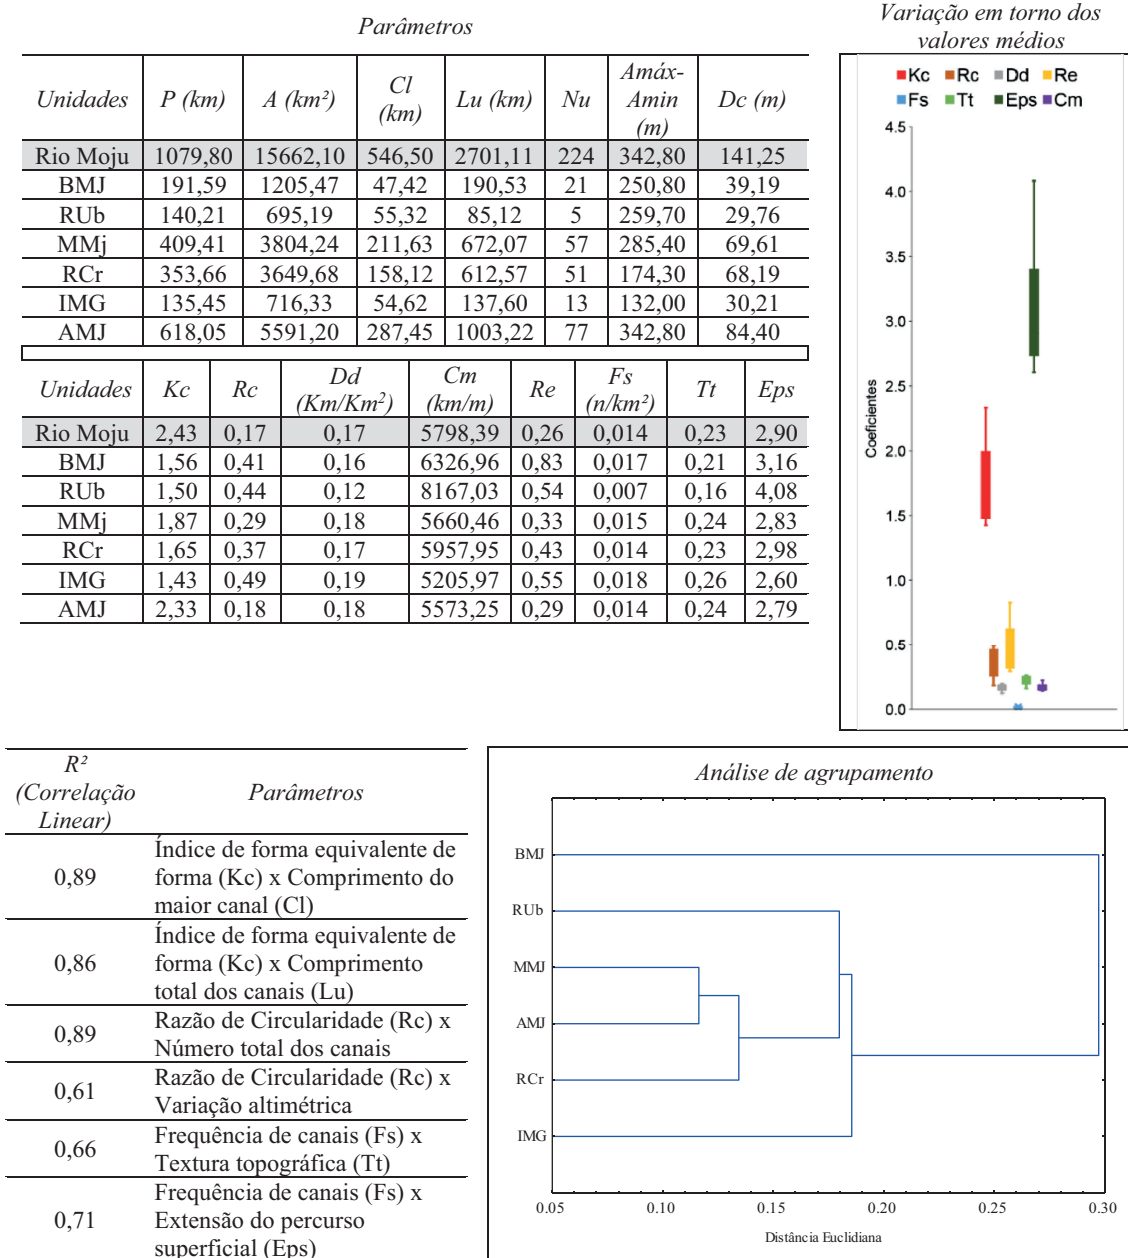 Parâmetros
Unidades P (km) A (km²) Cl (km) Lu (km) Nu Amáx-Amin (m) Dc (m)
Rio Moju 1079,80 15662,10 546,50 2701,11 224 342,80 141,25
BMJ 191,59 1205,47 47,42 190,53 21 250,80 39,19
RUb 140,21 695,19 55,32 85,12 5 259,70 29,76
MMj 409,41 3804,24 211,63 672,07 57 285,40 69,61
RCr 353,66 3649,68 158,12 612,57 51 174,30 68,19
IMG 135,45 716,33 54,62 137,60 13 132,00 30,21
AMJ 618,05 5591,20 287,45 1003,22 77 342,80 84,40
Unidades Kc Rc Dd (Km/Km²) Cm (km/m) Re Fs (n/km²) Tt Eps
Rio Moju 2,43 0,17 0,17 5798,39 0,26 0,014 0,23 2,90
BMJ 1,56 0,41 0,16 6326,96 0,83 0,017 0,21 3,16
RUb 1,50 0,44 0,12 8167,03 0,54 0,007 0,16 4,08
MMj 1,87 0,29 0,18 5660,46 0,33 0,015 0,24 2,83
RCr 1,65 0,37 0,17 5957,95 0,43 0,014 0,23 2,98
IMG 1,43 0,49 0,19 5205,97 0,55 0,018 0,26 2,60
AMJ 2,33 0,18 0,18 5573,25 0,29 0,014 0,24 2,79
Variação em torno dos
valores médios
Kc Rc Dd Re
Fs Tt Eps Cm
4.5
4.0
3.5
3.0
2.5
2.0
1.5
1.0
0.5
0.0
Coeficientes
R²
(Correlação
Linear)
Parâmetros
0,89
Índice de forma equivalente de
forma (Kc) x Comprimento do
maior canal (Cl)
0,86
Índice de forma equivalente de
forma (Kc) x Comprimento
total dos canais (Lu)
0,89
Razão de Circularidade (Rc) x
Número total dos canais
0,61
Razão de Circularidade (Rc) x
Variação altimétrica
0,66
Frequência de canais (Fs) x
Textura topográfica (Tt)
0,71
Frequência de canais (Fs) x
Extensão do percurso
superficial (Eps)
Análise de agrupamento
BMJ
RUb
MMJ
AMJ
RCr
IMG
0.05 0.10 0.15 0.20 0.25 0.30
Distância Euclidiana